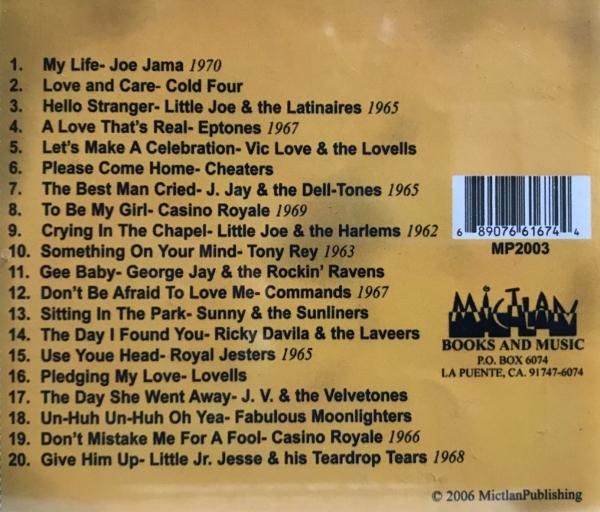 1. My Life- Joe Jama 1970
2. Love and Care- Cold Four
3. Hello Stranger- Little Joe & the Latinaires 1965
4. A Love That's Real- Eptones 1967
5. Let's Make A Celebration- Vic Love & the Lovells
6. Please Come Home- Cheaters
7. The Best Man Cried- J. Jay & the Dell-Tones 1965
8. To Be My Girl- Casino Royale 1969
9. Crying In The Chapel- Little Joe & the Harlems 1962
10. Something On Your Mind- Tony Rey 1963
11. Gee Baby- George Jay & the Rockin' Ravens
12. Don't Be Afraid To Love Me- Commands 1967
13. Sitting In The Park- Sunny & the Sunliners
14. The Day I Found You- Ricky Davila & the Laveers
15. Use Youe Head- Royal Jesters 1965
16. Pledging My Love- Lovells
17. The Day She Went Away- J. V. & the Velvetones
18. Un-Huh Un-Huh Oh Yea- Fabulous Moonlighters
19. Don't Mistake Me For A Fool- Casino Royale 1966
20. Give Him Up- Little Jr. Jesse & his Teardrop Tears 1968
6 89076 61674 4
MP2003
MICTLAN
BOOKS AND MUSIC
P.O. BOX 6074
LA PUENTE, CA. 91747-6074
© 2006 MictlanPublishing